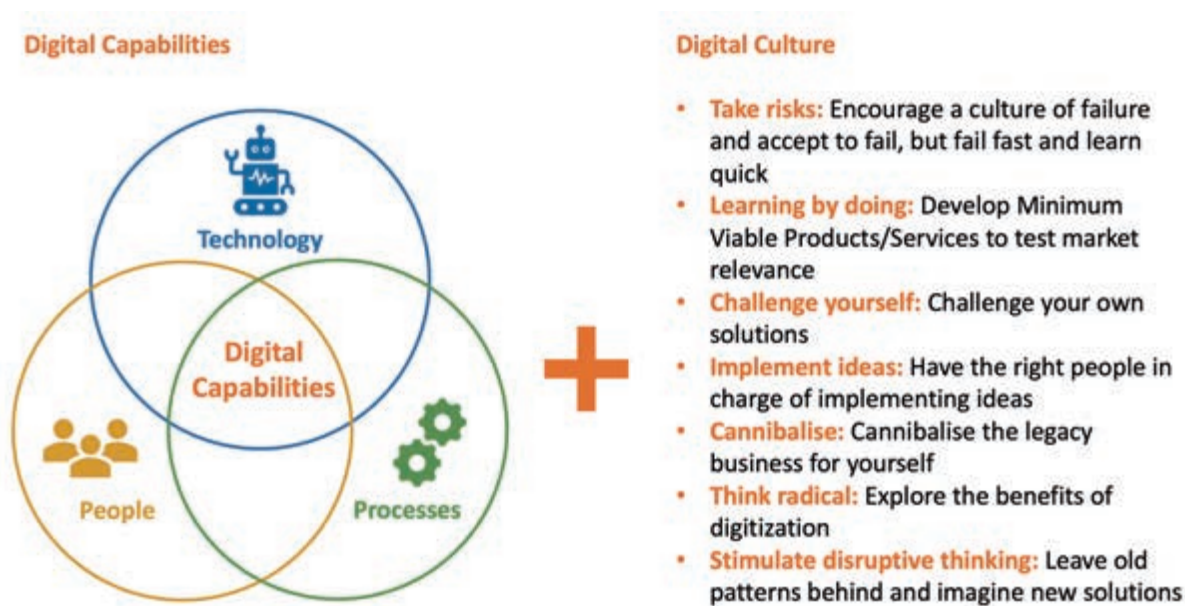 Digital Capabilities
Technology
Digital
Capabilities
People
Processes
Digital Culture
• Take risks: Encourage a culture of failure
and accept to fail, but fail fast and learn
quick
• Learning by doing: Develop Minimum
Viable Products/Services to test market
relevance
• Challenge yourself: Challenge your own
solutions
• Implement ideas: Have the right people in
charge of implementing ideas
• Cannibalise: Cannibalise the legacy
business for yourself
• Think radical: Explore the benefits of
digitization
• Stimulate disruptive thinking: Leave old
patterns behind and imagine new solutions